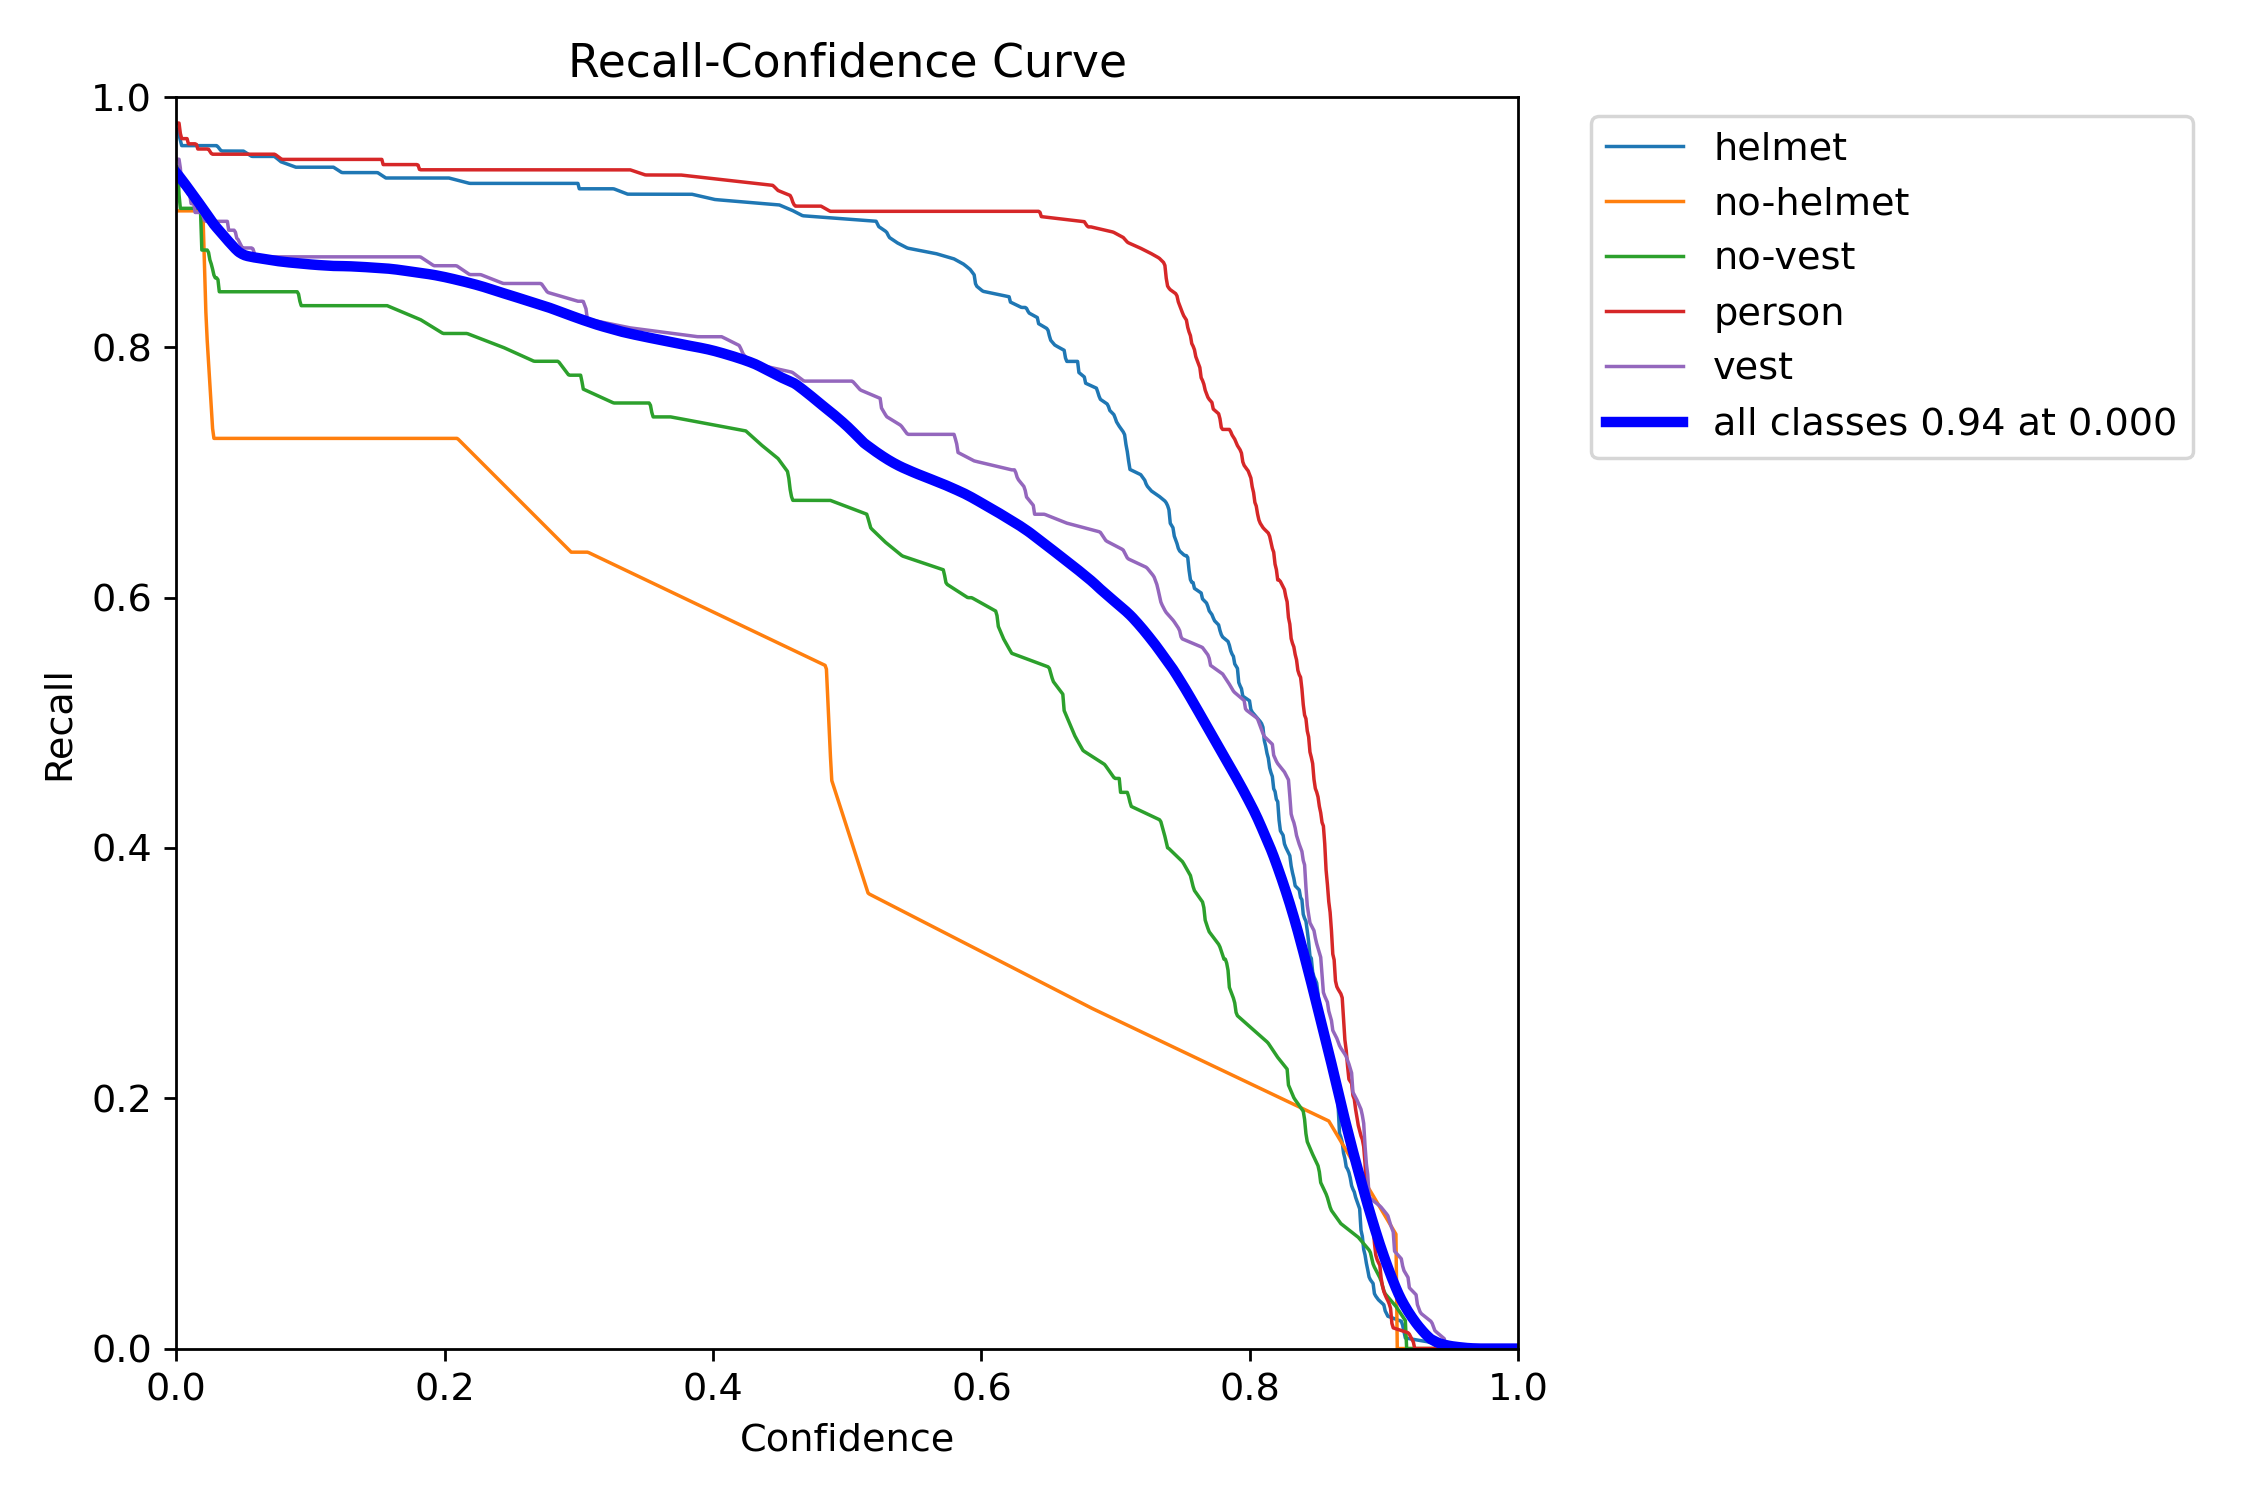 Recall-Confidence Curve
1.0
0.8
0.6
0.4
0.2
0.0
Recall
0.0 0.2 0.4 0.6 0.8 1.0
Confidence
helmet
no-helmet
no-vest
person
vest
all classes 0.94 at 0.000